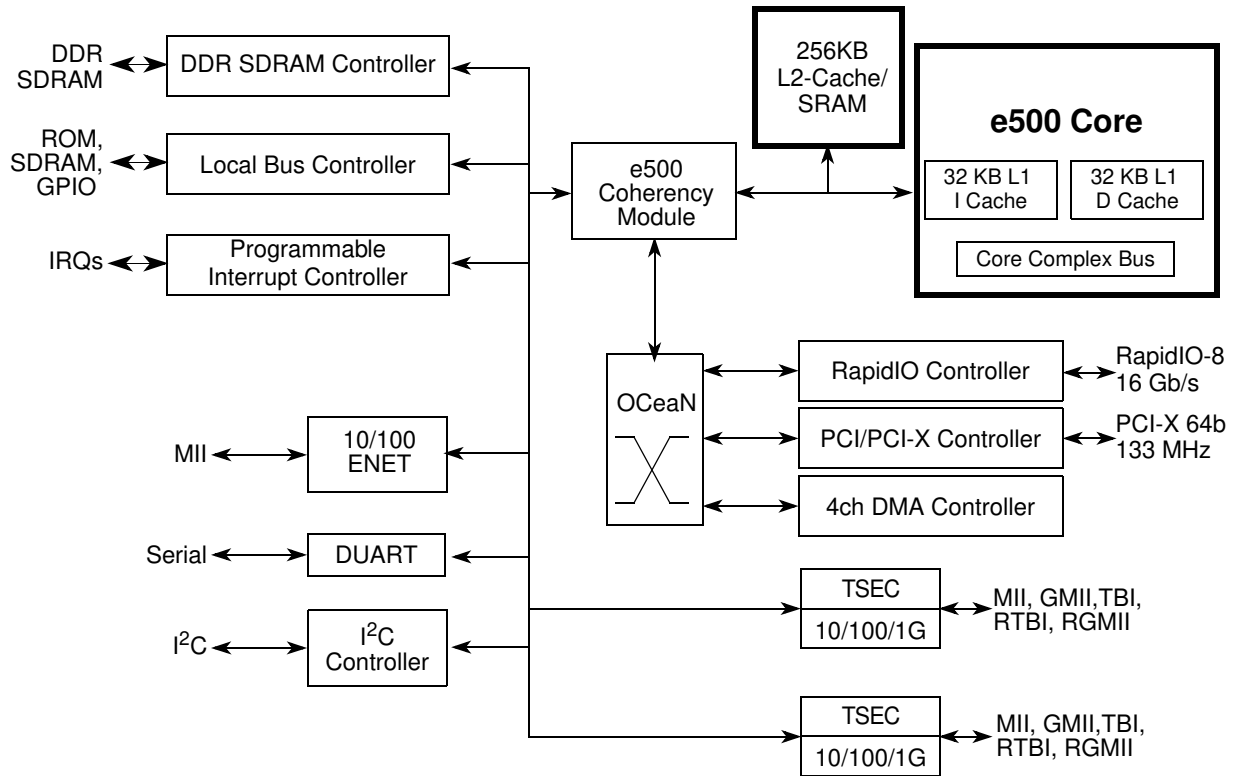 DDR
SDRAM
DDR SDRAM Controller
256KB
L2-Cache/
SRAM
e500 Core
32 KB L1
I Cache
32 KB L1
D Cache
Core Complex Bus
ROM,
SDRAM,
GPIO
Local Bus Controller
e500
Coherency
Module
IRQs
Programmable
Interrupt Controller
OCeaN
RapidIO Controller
RapidIO-8
16 Gb/s
PCI/PCI-X Controller
PCI-X 64b
133 MHz
4ch DMA Controller
MII
10/100
ENET
Serial
DUART
I²C
I²C
Controller
TSEC
10/100/1G
MII, GMII,TBI,
RTBI, RGMII
TSEC
10/100/1G
MII, GMII,TBI,
RTBI, RGMII